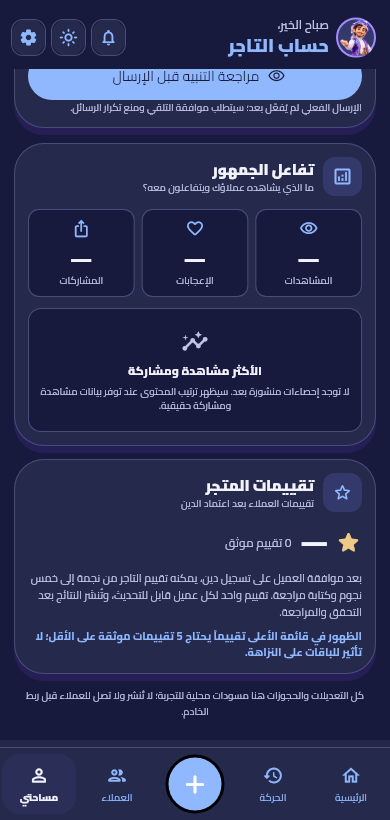 صباح الخير،
حساب التاجر
مراجعة التنبيه قبل الإرسال
الإرسال الفعلي لم يُفعّل بعد؛ سيتطلب موافقة التلقي ومنع تكرار الرسائل.
تفاعل الجمهور
ما الذي يشاهده عملاؤك ويتفاعلون معه؟
المشاهدات
—
الإعجابات
—
المشاركات
—
الأكثر مشاهدة ومشاركة
لا توجد إحصاءات منشورة بعد. سيظهر ترتيب المحتوى عند توفر بيانات مشاهدة
ومشاركة حقيقية.
تقييمات المتجر
تقييمات العملاء بعد اعتماد الدين
— 0 تقييم موثق
بعد موافقة العميل على تسجيل دين، يمكنه تقييم التاجر من نجمة إلى خمس
نجوم وكتابة مراجعة. تقييم واحد لكل عميل قابل للتحديث، وتُنشر النتائج بعد
التحقق والمراجعة.
الظهور في قائمة الأعلى تقييماً يحتاج 5 تقييمات موثقة على الأقل؛ لا
تأثير للباقات على النزاهة.
كل التعديلات والحجوزات هنا مسودات محلية للتجربة؛ لا تُنشر ولا تصل للعملاء قبل ربط
الخادم.
الرئيسية
الحركة
العملاء
مساحتي